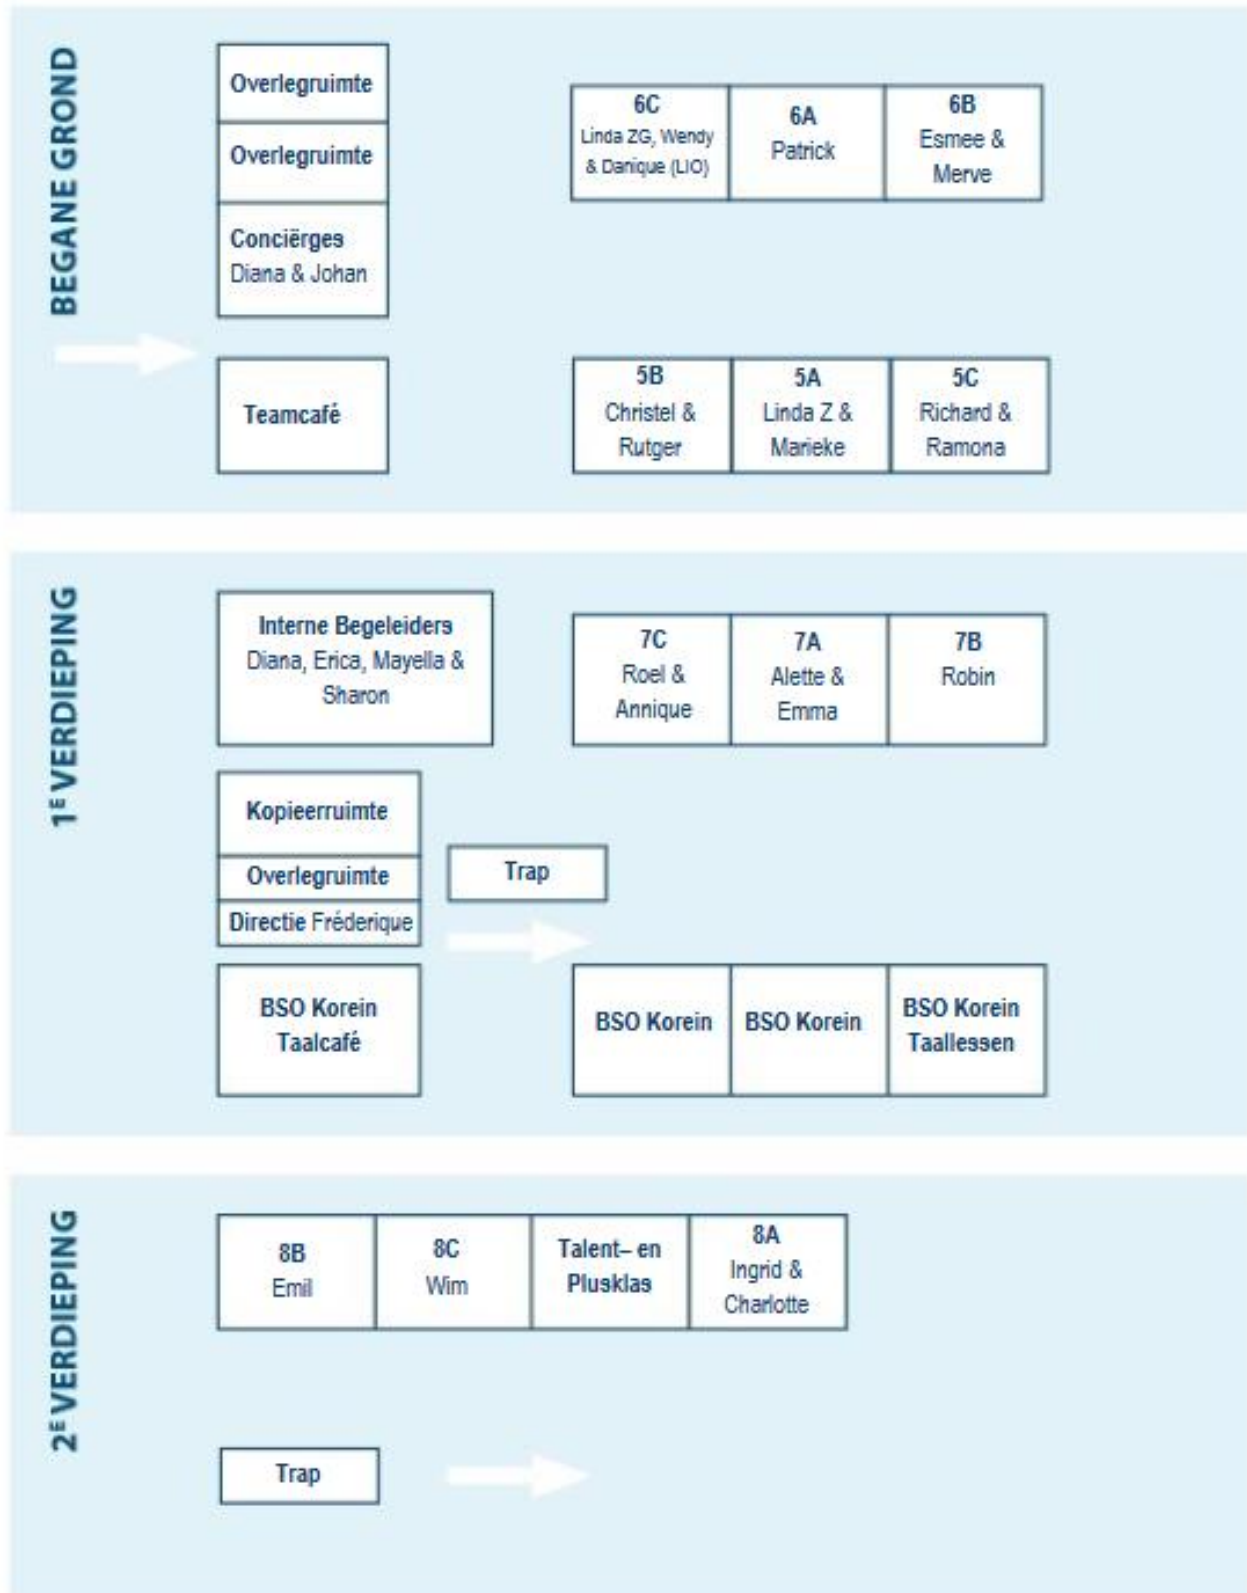 BEGANE GROND
Overlegruimte
Overlegruimte
Conciërges
Diana & Johan
Teamcafé
6C
Linda ZG, Wendy
& Danique (LIO)
6A
Patrick
6B
Esmee &
Merve
5B
Christel &
Rutger
5A
Linda Z &
Marieke
5C
Richard &
Ramona
1E VERDIEPING
Interne Begeleiders
Diana, Erica, Mayella &
Sharon
7C
Roel &
Annique
7A
Alette &
Emma
7B
Robin
Kopieerruimte
Overlegruimte
Directie Fréderique
Trap
BSO Korein
Taalcafé
BSO Korein
BSO Korein
BSO Korein
Taallessen
2E VERDIEPING
8B
Emil
8C
Wim
Talent– en
Plusklas
8A
Ingrid &
Charlotte
Trap